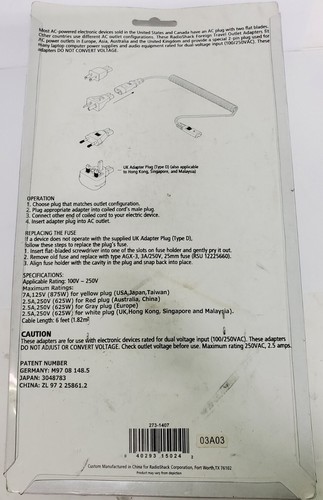 Most AC powered electronic devices sold in the United States and Canada have an AC plug with two flat blades.
Other countries use different AC outlet configurations. These RadioShack Foreign Travel Outlet Adapters fit
AC power outlets in Europe, Asia, Australia and the United Kingdom and provide a special 2 pin plug used for
many laptop computer power supplies and audio equipment rated for dual voltage input (100/250VAC). These
adapters DO NOT CONVERT VOLTAGE.
UK Adapter Plug (Type D) (also applicable
to Hong Kong, Singapore, and Malaysia)
OPERATION
1. Choose plug that matches outlet configuration.
2. Plug appropriate adapter into coiled cord's male plug.
3. Connect other end of coiled cord to your electric device.
4. Insert adapter plug into AC outlet.
REPLACING THE FUSE
If a device does not operate with the supplied UK Adapter Plug (Type D),
follow these steps to replace the plug's fuse.
1. Insert flat-bladed screwdriver into one of the slots on fuse holder and gently pry it out.
2. Remove old fuse and replace with type AGX-3, 3A/250V, 25mm fuse (RSU 12225660).
3. Align fuse holder with the cavity in the plug and snap back into place.
SPECIFICATIONS:
Applicable Rating: 100V - 250V
Maximum Ratings:
7A,125V (875W) for yellow plug (USA,Japan,Taiwan)
2.5A,250V (625W) for Red plug (Australia, China)
2.5A,250V (625W) for Gray plug (Europe)
2.5A,250V (625W) for white plug (UK,Hong Kong, Singapore and Malaysia).
Cable Length: 6 feet (1.82m)
CAUTION
These adapters are for use with electronic devices rated for dual voltage input (100/250VAC). These adapters
DO NOT ADJUST OR CONVERT VOLTAGE. Check outlet voltage before use. Maximum rating 250VAC, 2.5 amps.
PATENT NUMBER
GERMANY: M97 08 148.5
JAPAN: 3048783
CHINA: ZL 97 2 25861.2
273-1407
03A03
40293 15024
Custom Manufactured in China for RadioShack Corporation, Fort Worth,TX 76102